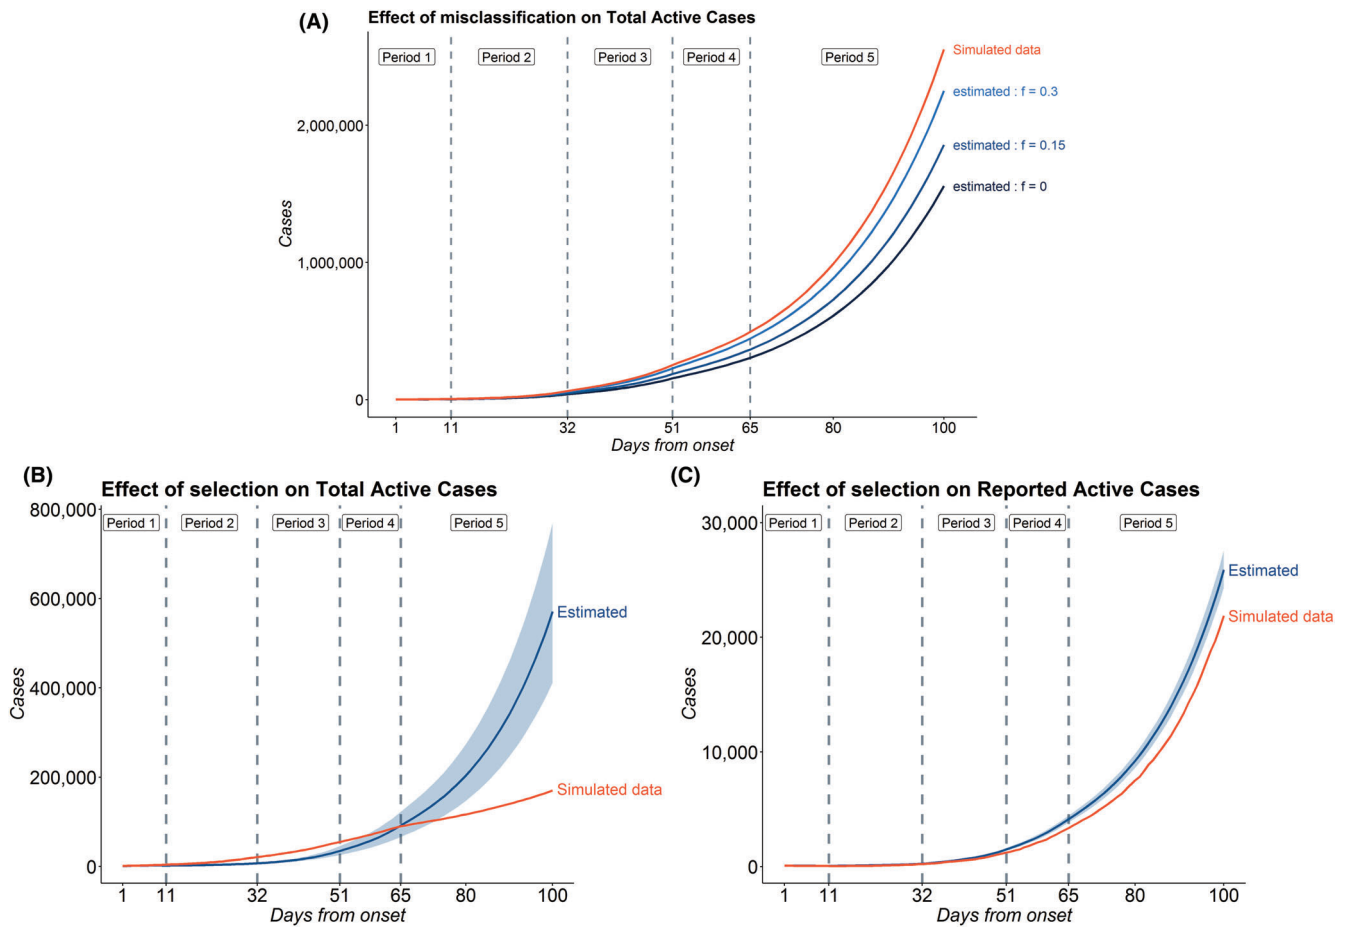 (A)
Effect of misclassification on Total Active Cases
Period 1 Period 2 Period 3 Period 4 Period 5
Simulated data
estimated : f = 0.3
estimated : f = 0.15
estimated : f = 0
2,000,000
1,000,000
0
Cases
1 11 32 51 65 80 100
Days from onset
(B)
Effect of selection on Total Active Cases
Period 1 Period 2 Period 3 Period 4 Period 5
800,000
600,000
400,000
200,000
0
Cases
Estimated
Simulated data
1 11 32 51 65 80 100
Days from onset
(C)
Effect of selection on Reported Active Cases
Period 1 Period 2 Period 3 Period 4 Period 5
30,000
20,000
10,000
0
Cases
Estimated
Simulated data
1 11 32 51 65 80 100
Days from onset